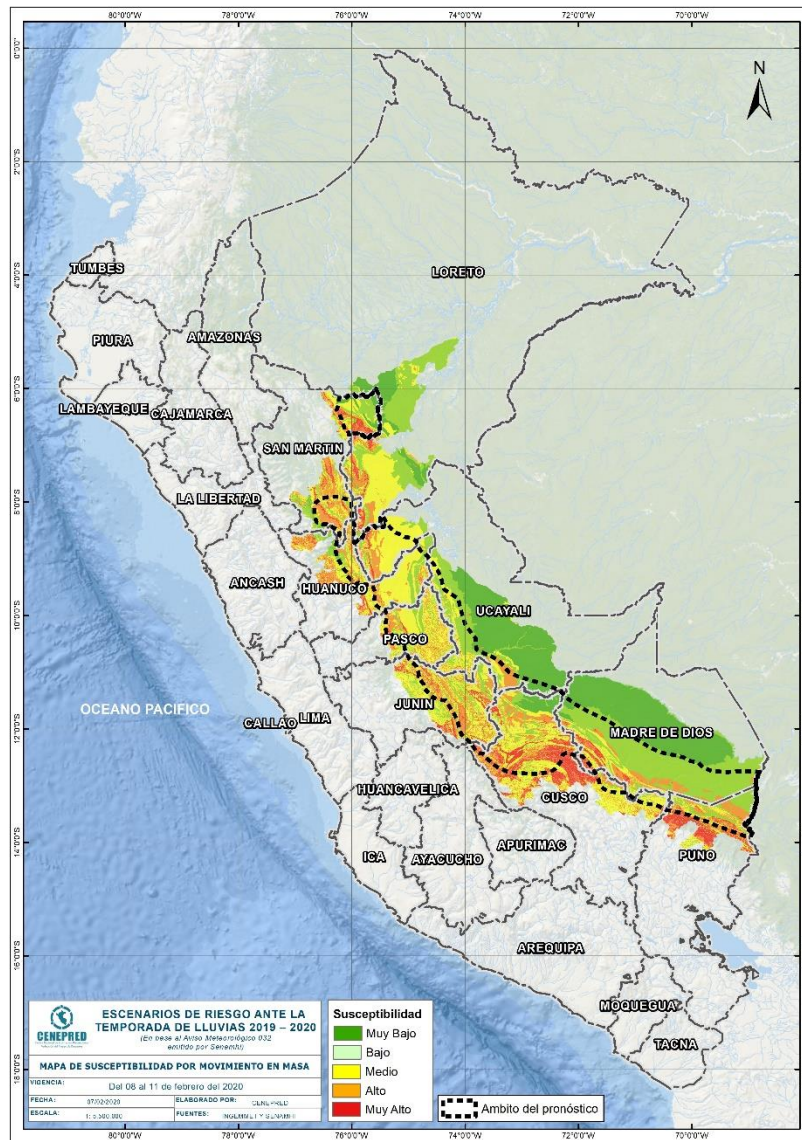 80°0'0"W 78°0'0"W 76°0'0"W 74°0'0"W 72°0'0"W 70°0'0"W
0°0'0"
N
2°0'0"S
4°0'0"S
TUMBES
LORETO
PIURA
AMAZONAS
6°0'0"S
LAMBAYEQUE
CAJAMARCA
SAN MARTIN
8°0'0"S
LA LIBERTAD
ANCASH
HUANUCO
UCAYALI
10°0'0"S
PASCO
JUNIN
OCEANO PACIFICO
CALLAO
LIMA
MADRE DE DIOS
12°0'0"S
HUANCAVELICA
CUSCO
14°0'0"S
ICA
AYACUCHO
APURIMAC
PUNO
AREQUIPA
16°0'0"S
MOQUEGUA
TACNA
18°0'0"S
CENEPRED
ESCENARIOS DE RIESGO ANTE LA
TEMPORADA DE LLUVIAS 2019 – 2020
(En base al Aviso Meteorológico 032
emitido por Senamhi)
MAPA DE SUSCEPTIBILIDAD POR MOVIMIENTO EN MASA
VIGENCIA: Del 08 al 11 de febrero del 2020
FECHA: 07/02/2020 ELABORADO POR: CENEPRED
ESCALA: 1: 5,500,000 FUENTES: INGEMMET Y SENAMHI
Susceptibilidad
Muy Bajo
Bajo
Medio
Alto
Muy Alto
Ambito del pronóstico
80°0'0"W 78°0'0"W 76°0'0"W 74°0'0"W 72°0'0"W 70°0'0"W